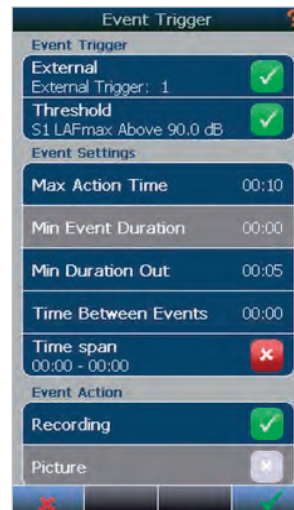 Event Trigger
Event Trigger
External
External Trigger: 1
Threshold
S1 LAFmax Above 90.0 dB
Event Settings
Max Action Time 00:10
Min Event Duration 00:00
Min Duration Out 00:05
Time Between Events 00:00
Time span
00:00 - 00:00
Event Action
Recording
Picture